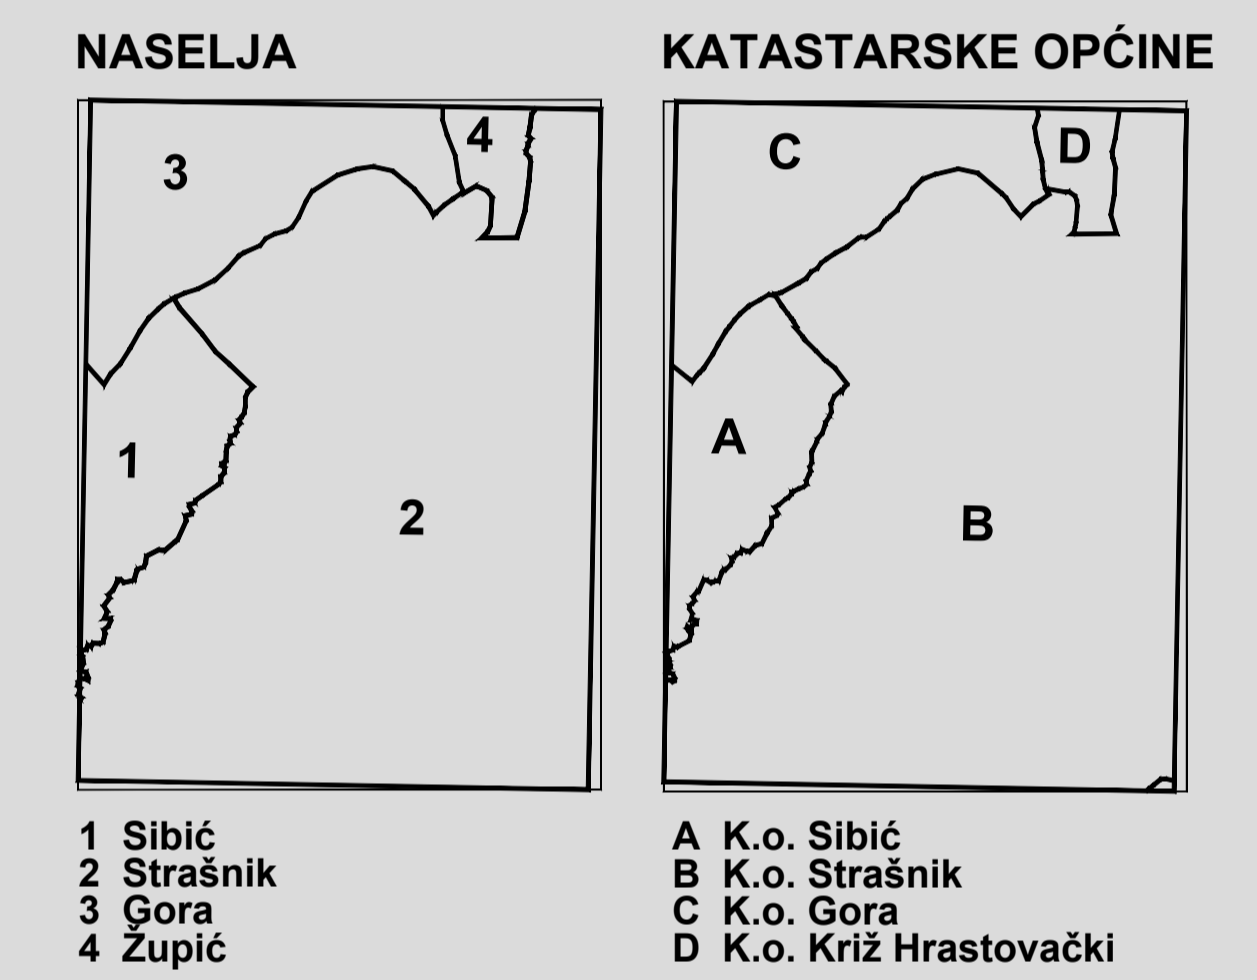 NASELJA
3
4
1
2
1 Sibić
2 Strašnik
3 Gora
4 Župić
KATASTARSKE OPĆINE
C
D
A
B
A K.o. Sibić
B K.o. Strašnik
C K.o. Gora
D K.o. Križ Hrastovački